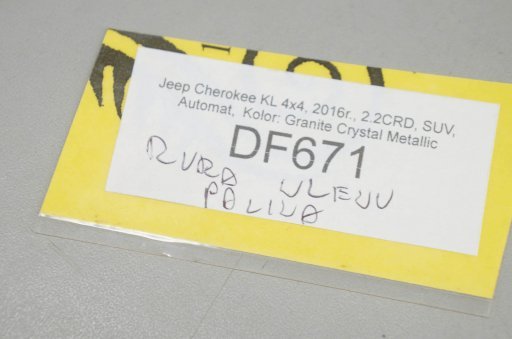 Jeep Cherokee KL 4x4, 2016r., 2.2CRD, SUV,
Automat, Kolor: Granite Crystal Metallic
DF671
RURA WLEWU
PALIWA